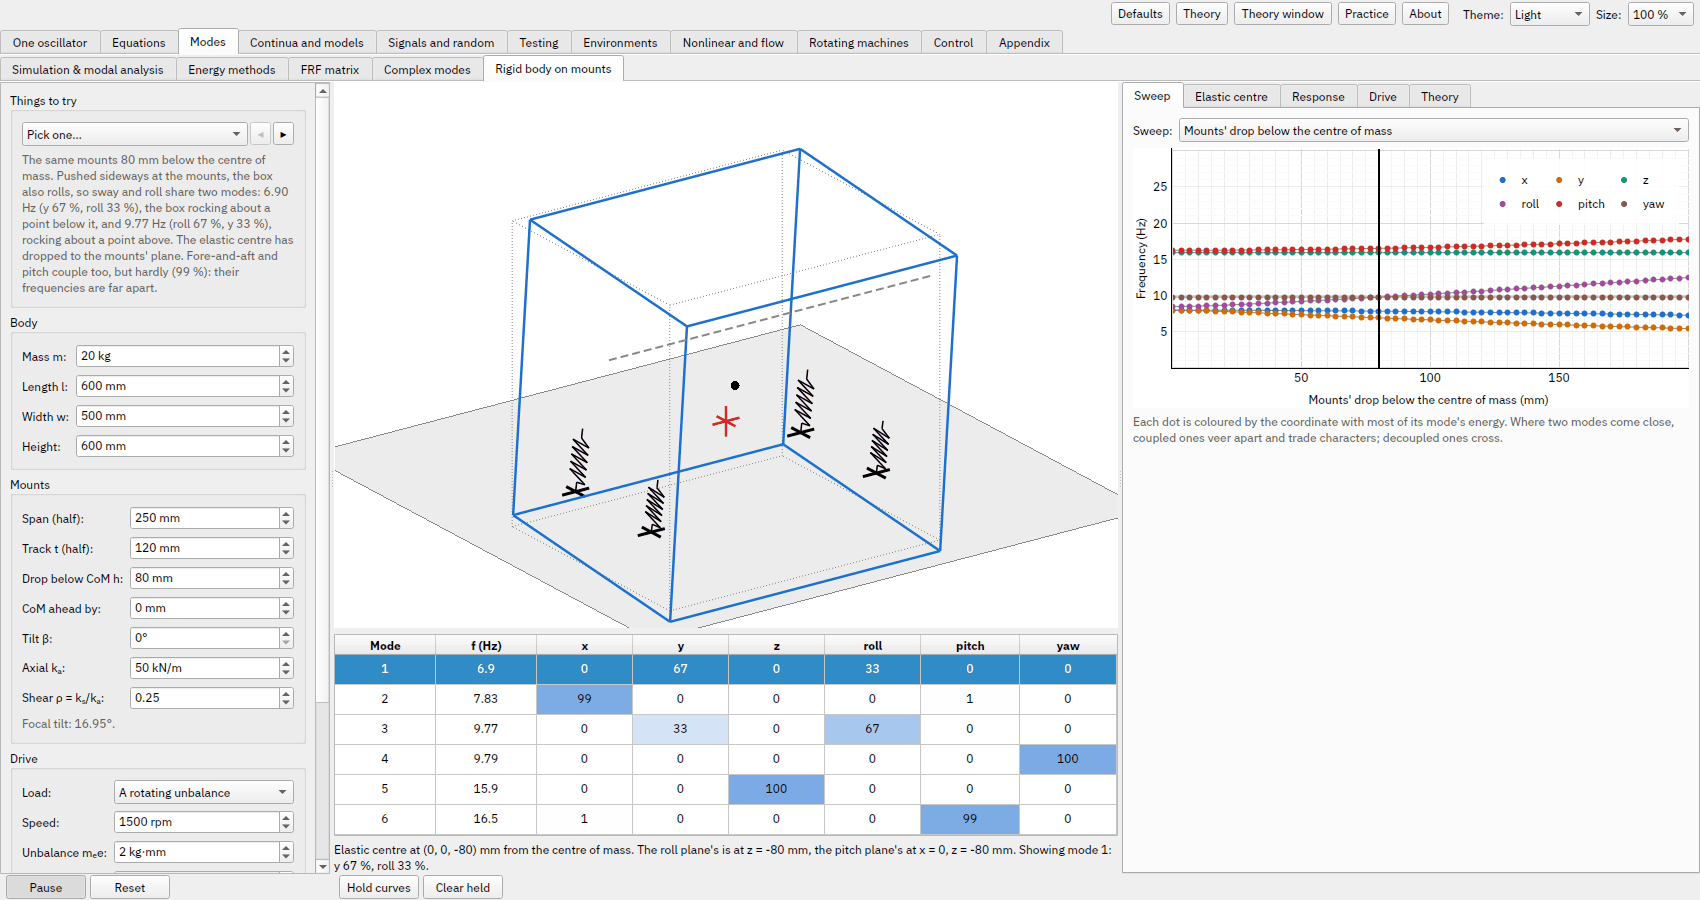 Defaults Theory Theory window Practice About Theme: Light Size: 100 %
One oscillator Equations Modes Continua and models Signals and random Testing Environments Nonlinear and flow Rotating machines Control Appendix
Simulation & modal analysis Energy methods FRF matrix Complex modes Rigid body on mounts
Things to try
Pick one...
The same mounts 80 mm below the centre of
mass. Pushed sideways at the mounts, the box
also rolls, so sway and roll share two modes: 6.90
Hz (y 67 %, roll 33 %), the box rocking about a
point below it, and 9.77 Hz (roll 67 %, y 33 %),
rocking about a point above. The elastic centre has
dropped to the mounts' plane. Fore-and-aft and
pitch couple too, but hardly (99 %): their
frequencies are far apart.
Body
Mass m: 20 kg
Length l: 600 mm
Width w: 500 mm
Height: 600 mm
Mounts
Span (half): 250 mm
Track t (half): 120 mm
Drop below CoM h: 80 mm
CoM ahead by: 0 mm
Tilt β: 0°
Axial kₐ: 50 kN/m
Shear ρ = kₛ/kₐ: 0.25
Focal tilt: 16.95°.
Drive
Load: A rotating unbalance
Speed: 1500 rpm
Unbalance mₑe: 2 kg·mm
Pause Reset
Mode f (Hz) x y z roll pitch yaw
1 6.9 0 67 0 33 0 0
2 7.83 99 0 0 0 1 0
3 9.77 0 33 0 67 0 0
4 9.79 0 0 0 0 0 100
5 15.9 0 0 100 0 0 0
6 16.5 1 0 0 0 99 0
Elastic centre at (0, 0, -80) mm from the centre of mass. The roll plane's is at z = -80 mm, the pitch plane's at x = 0, z = -80 mm. Showing mode 1:
y 67 %, roll 33 %.
Hold curves Clear held
Sweep Elastic centre Response Drive Theory
Sweep: Mounts' drop below the centre of mass
Frequency (Hz)
25
20
15
10
5
x y z
roll pitch yaw
50 100 150
Mounts' drop below the centre of mass (mm)
Each dot is coloured by the coordinate with most of its mode's energy. Where two modes come close,
coupled ones veer apart and trade characters; decoupled ones cross.